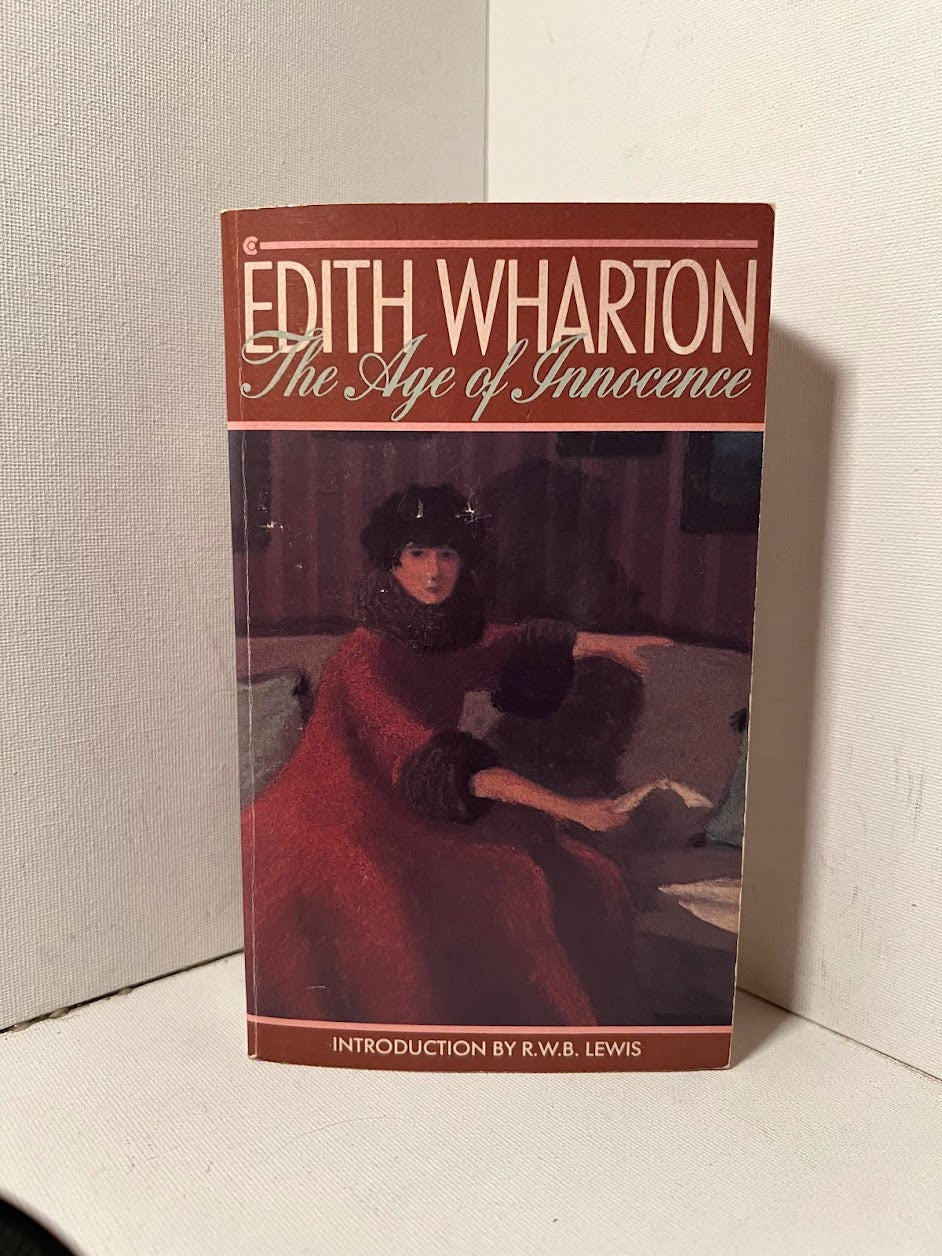 EDITH WHARTON
The Age of Innocence
INTRODUCTION BY R.W.B. LEWIS